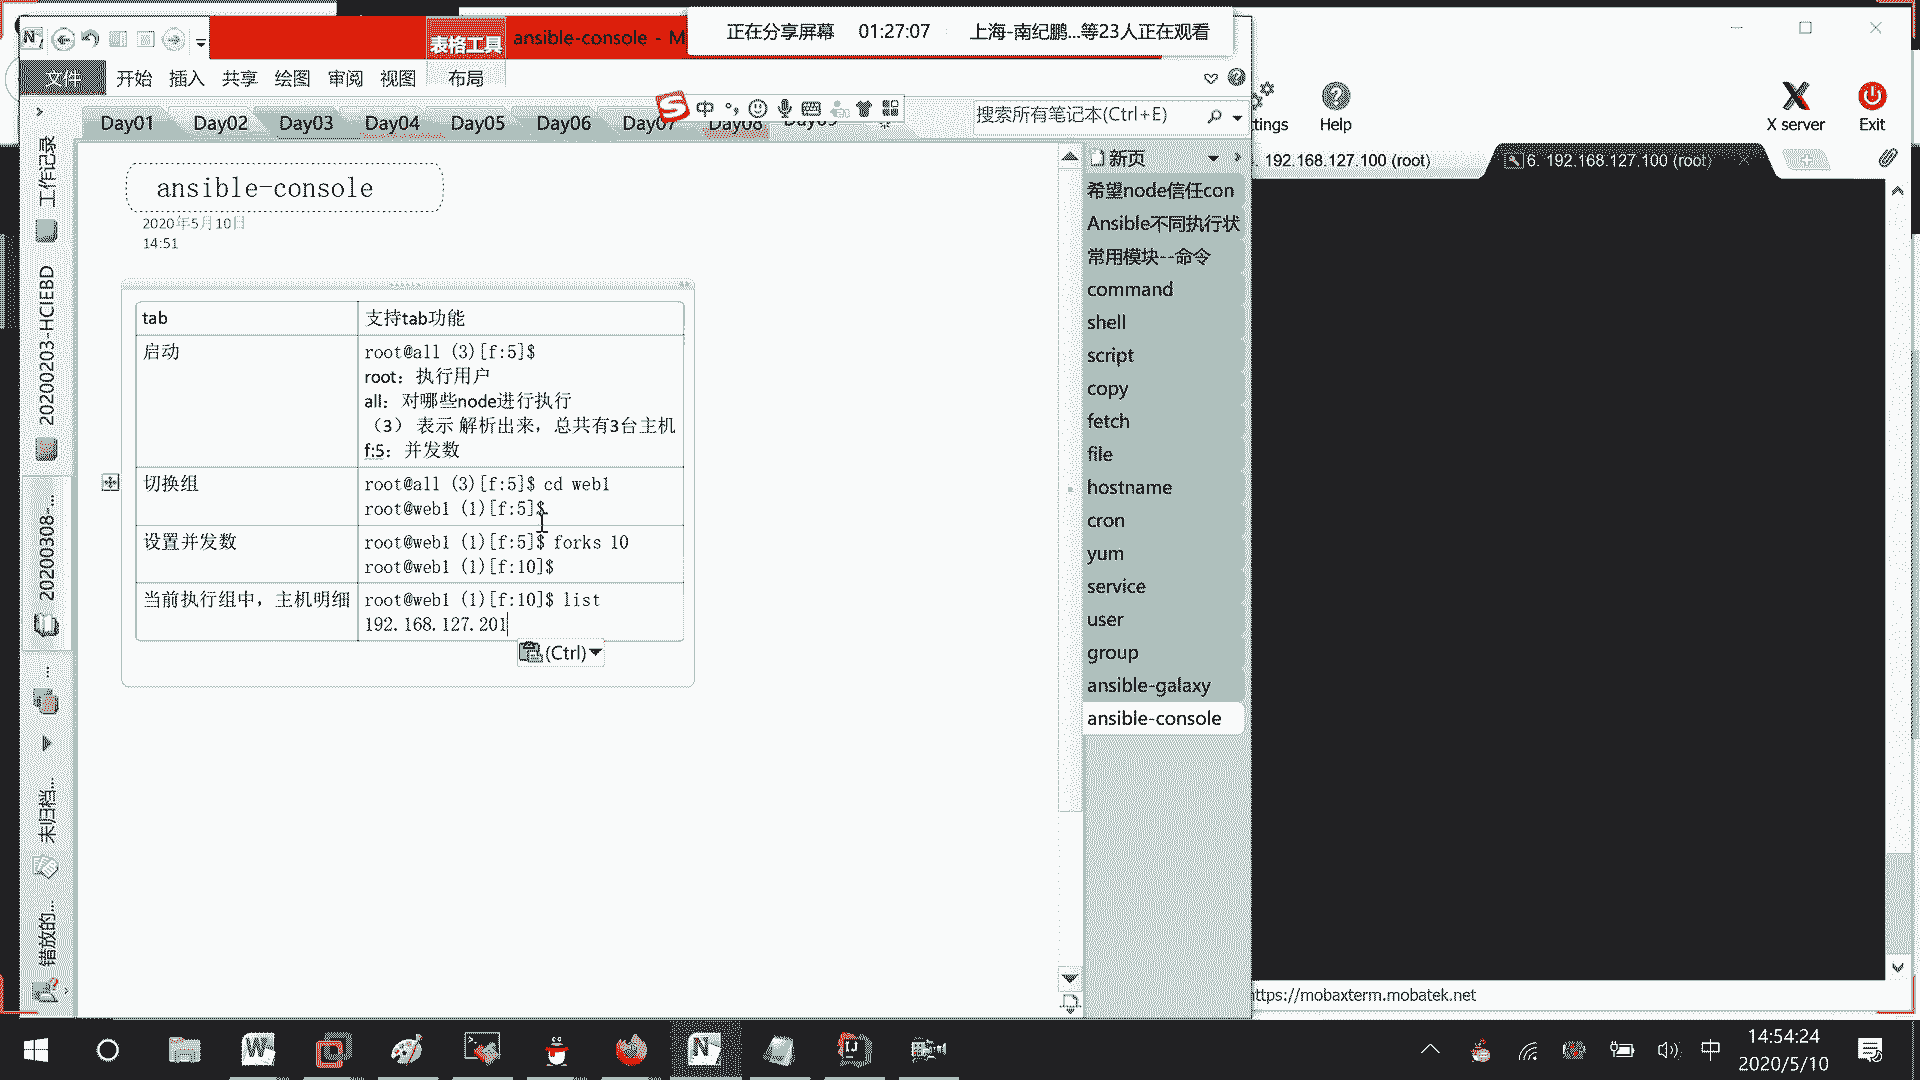 表格工具
ansible-console - M
正在分享屏幕 01:27:07 上海-南纪鹏...等23人正在观看
文件 开始 插入 共享 绘图 审阅 视图 布局
Day01 Day02 Day03 Day04 Day05 Day06 Day07 Day08
中
搜索所有笔记本(Ctrl+E)
tings Help X server Exit
192.168.127.100 (root)
6. 192.168.127.100 (root)
工作记录
20200203-HCIEBD
20200308-...
未归档...
错放的...
ansible-console
2020年5月10日
14:51
tab 支持tab功能
启动 root@all (3)[f:5]$
root：执行用户
all：对哪些node进行执行
（3） 表示 解析出来，总共有3台主机
f:5：并发数
切换组 root@all (3)[f:5]$ cd web1
root@web1 (1)[f:5]$
设置并发数 root@web1 (1)[f:5]$ forks 10
root@web1 (1)[f:10]$
当前执行组中，主机明细 root@web1 (1)[f:10]$ list
192.168.127.201
(Ctrl)
新页
希望node信任con
Ansible不同执行状
常用模块--命令
command
shell
script
copy
fetch
file
hostname
cron
yum
service
user
group
ansible-galaxy
ansible-console
ttps://mobaxterm.mobatek.net
中
14:54:24
2020/5/10